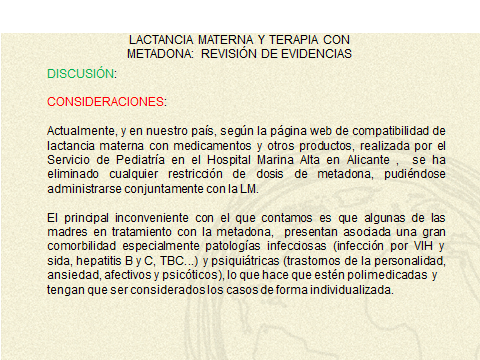 LACTANCIA MATERNA Y TERAPIA CON
METADONA: REVISIÓN DE EVIDENCIAS
DISCUSIÓN:
CONSIDERACIONES:
Actualmente, y en nuestro país, según la página web de compatibilidad de
lactancia materna con medicamentos y otros productos, realizada por el
Servicio de Pediatría en el Hospital Marina Alta en Alicante , se ha
eliminado cualquier restricción de dosis de metadona, pudiéndose
administrarse conjuntamente con la LM.
El principal inconveniente con el que contamos es que algunas de las
madres en tratamiento con la metadona, presentan asociada una gran
comorbilidad especialmente patologías infecciosas (infección por VIH y
sida, hepatitis B y C, TBC...) y psiquiátricas (trastornos de la personalidad,
ansiedad, afectivos y psicóticos), lo que hace que estén polimedicadas y
tengan que ser considerados los casos de forma individualizada.